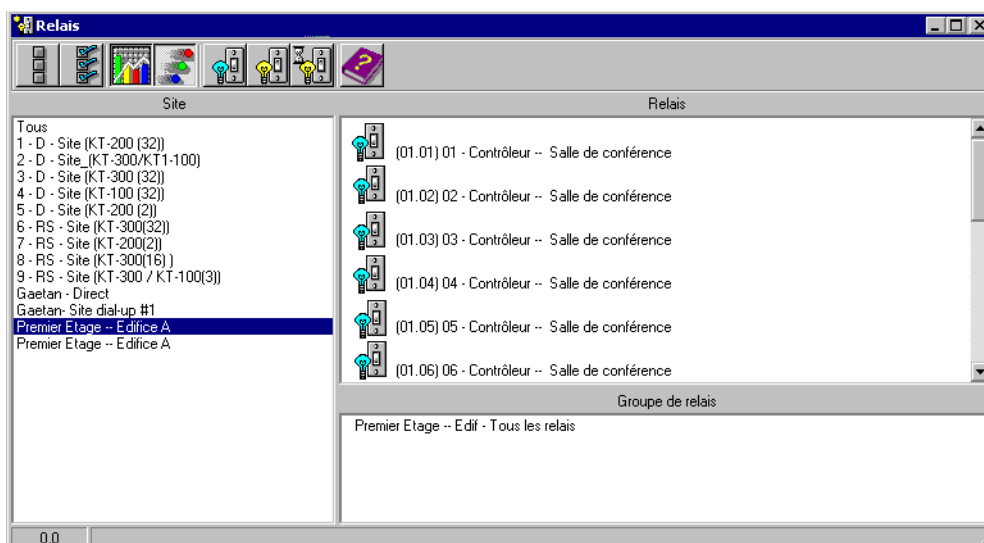 Relais
Site
Tous
1 - D - Site (KT-200 (32))
2 - D - Site_(KT-300/KT1-100)
3 - D - Site (KT-300 (32))
4 - D - Site (KT-100 (32))
5 - D - Site (KT-200 (2))
6 - RS - Site (KT-300(32))
7 - RS - Site (KT-200(2))
8 - RS - Site (KT-300(16) )
9 - RS - Site (KT-300 / KT-100(3))
Gaetan - Direct
Gaetan- Site dial-up #1
Premier Etage -- Edifice A
Premier Etage -- Edifice A
Relais
(01.01) 01 - Contrôleur -- Salle de conférence
(01.02) 02 - Contrôleur -- Salle de conférence
(01.03) 03 - Contrôleur -- Salle de conférence
(01.04) 04 - Contrôleur -- Salle de conférence
(01.05) 05 - Contrôleur -- Salle de conférence
(01.06) 06 - Contrôleur -- Salle de conférence
Groupe de relais
Premier Etage -- Edif - Tous les relais
0.0